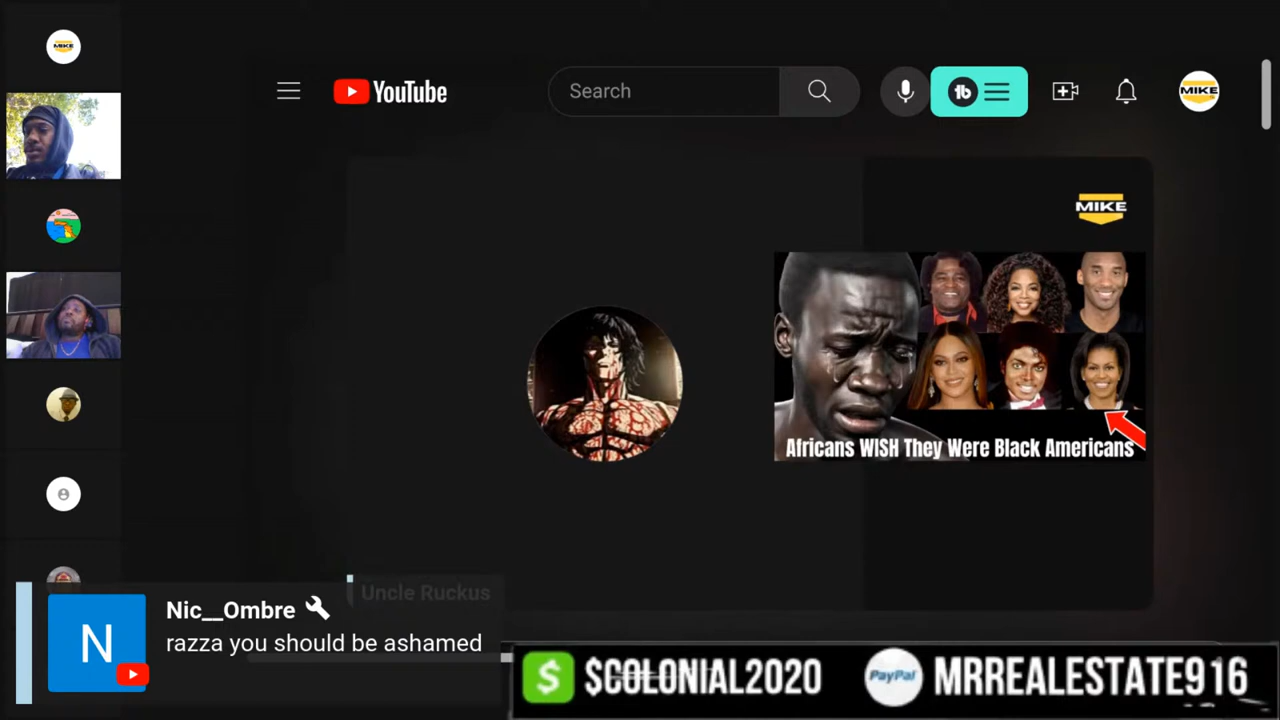 MIKE
YouTube
Search
MIKE
MIKE
Africans WISH They Were Black Americans
Uncle Ruckus
Nic__Ombre
razza you should be ashamed
N
$ $COLONIAL2020
PayPal MRREALESTATE916